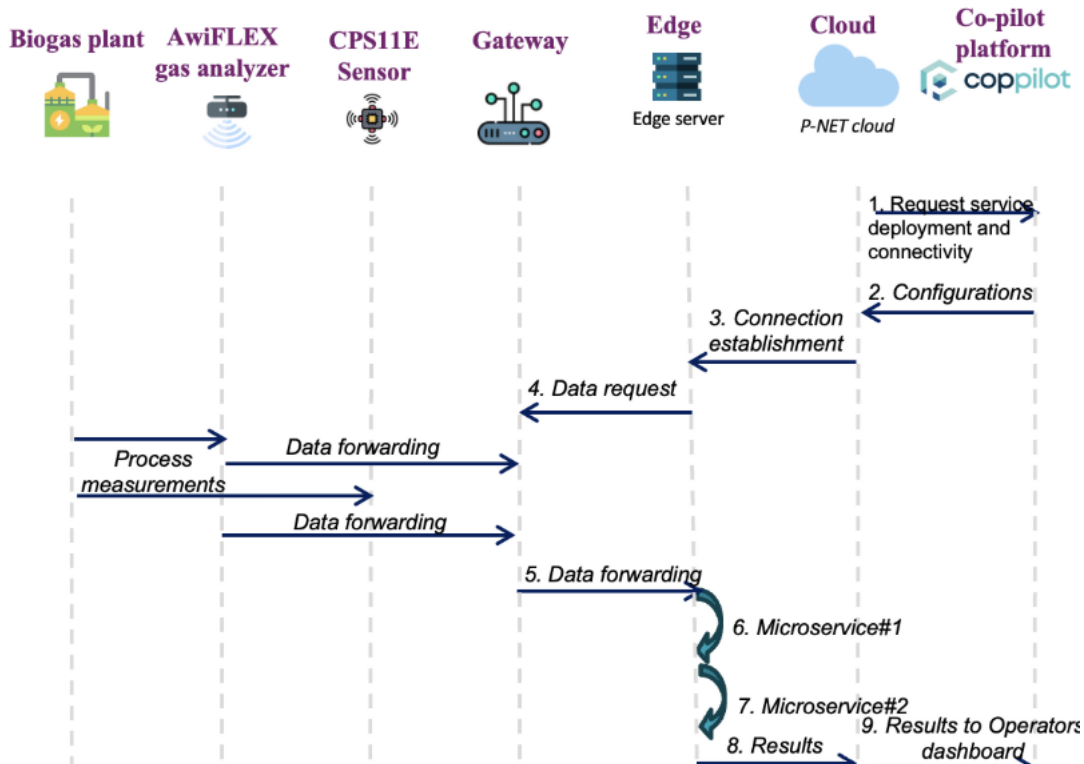 Biogas plant
AwiFLEX
gas analyzer
CPS11E
Sensor
Gateway
Edge
Edge server
Cloud
P-NET cloud
Co-pilot
platform
coppilot
1. Request service
deployment and
connectivity
2. Configurations
3. Connection
establishment
4. Data request
Data forwarding
Process
measurements
Data forwarding
5. Data forwarding
6. Microservice#1
7. Microservice#2
8. Results
9. Results to Operators
dashboard